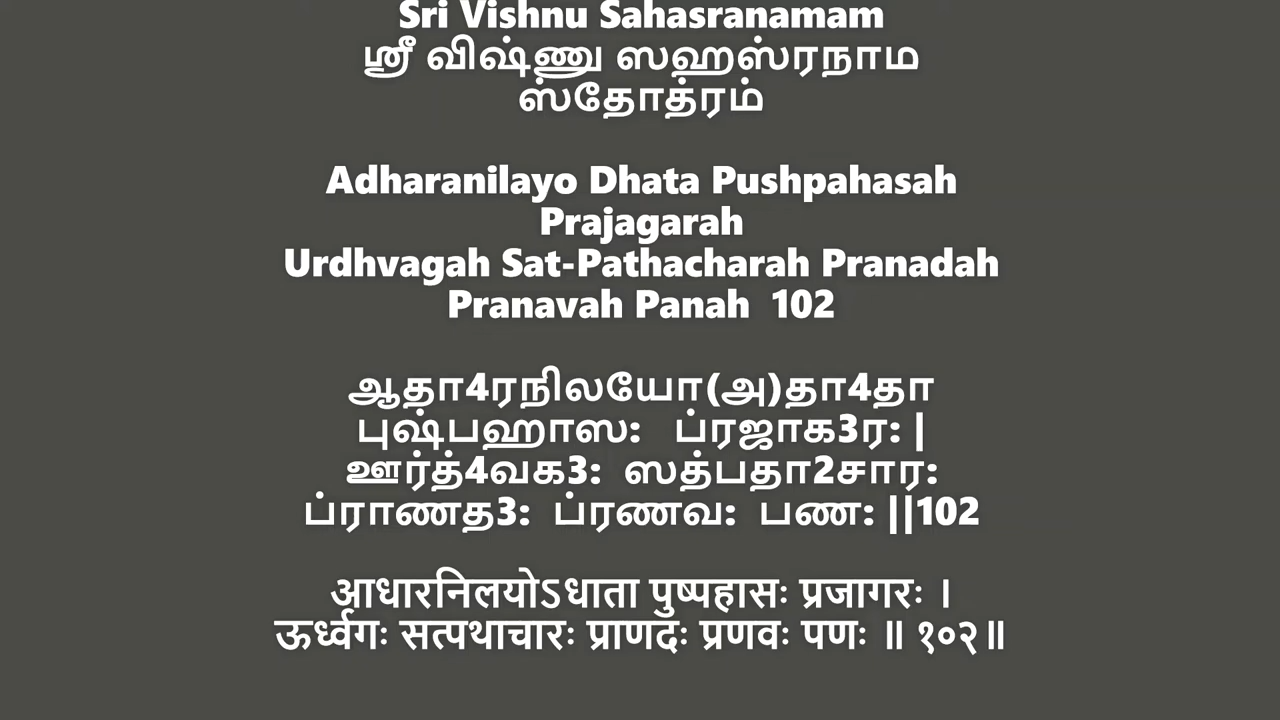 Sri Vishnu Sahasranamam
ஸ்ரீ விஷ்ணு ஸஹஸ்ரநாம
ஸ்தோத்ரம்
Adharanilayo Dhata Pushpahasah
Prajagarah
Urdhvagah Sat-Pathacharah Pranadah
Pranavah Panah 102
ஆதா4ரநிலயோ(அ)தா4தா
புஷ்பஹாஸ: ப்ரஜாக3ர: |
ஊர்த்4வக3: ஸத்பதா2சார:
ப்ராணத3: ப்ரணவ: பண: ||102
आधारनिलयोऽधाता पुष्पहासः प्रजागरः ।
ऊर्ध्वगः सत्पथाचारः प्राणदः प्रणवः पणः ॥ १०२॥